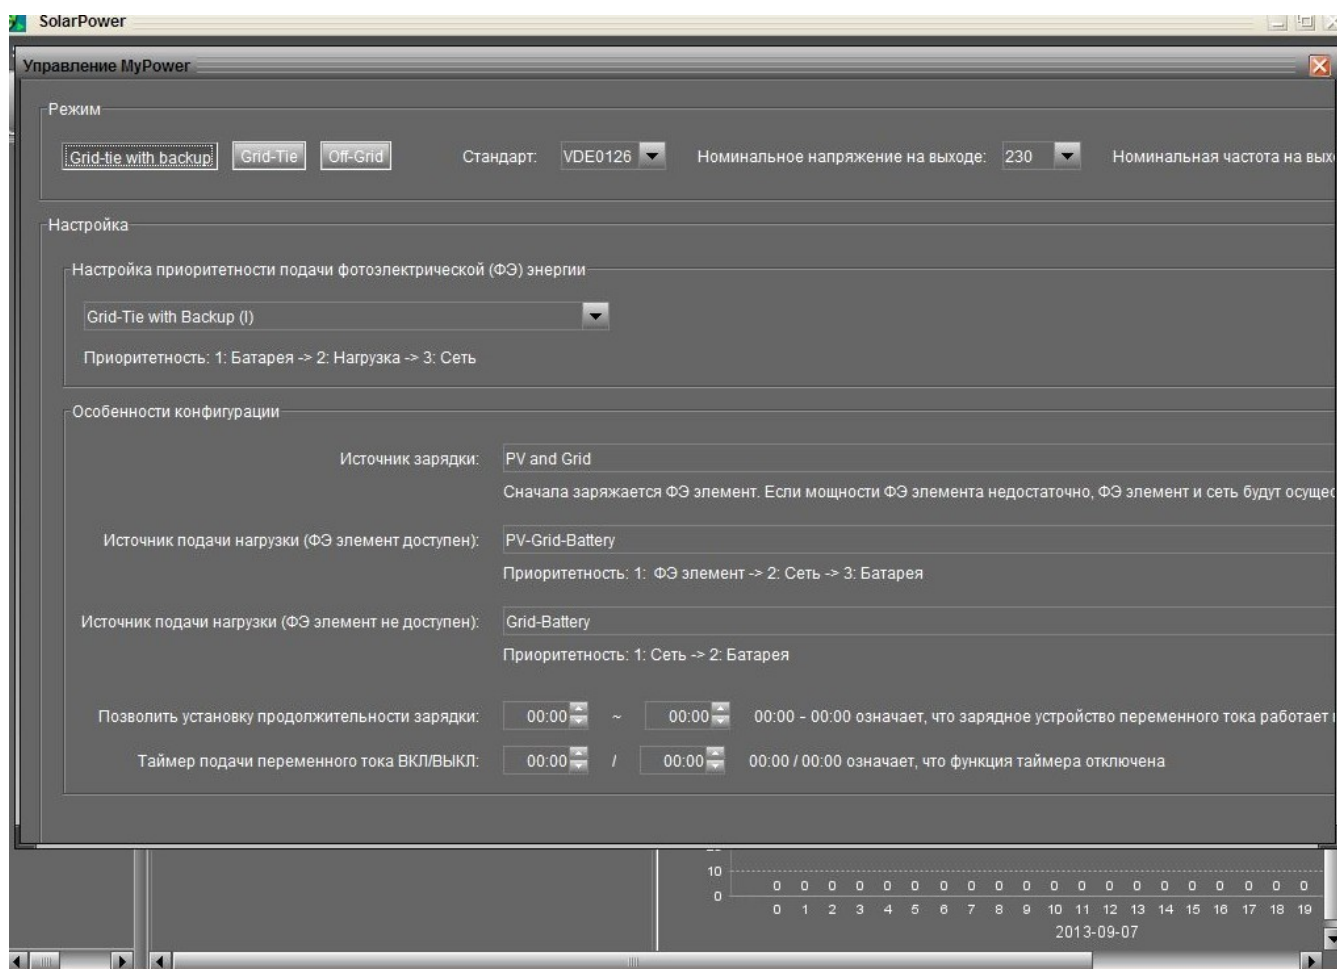 SolarPower
Управление MyPower
Режим
Grid-tie with backup Grid-Tie Off-Grid Стандарт: VDE0126 Номинальное напряжение на выходе: 230 Номинальная частота на
Настройка
Настройка приоритетности подачи фотоэлектрической (ФЭ) энергии
Grid-Tie with Backup (I)
Приоритетность: 1: Батарея -> 2: Нагрузка -> 3: Сеть
Особенности конфигурации
Источник зарядки: PV and Grid
Сначала заряжается ФЭ элемент. Если мощности ФЭ элемента недостаточно, ФЭ элемент и сеть будут
Источник подачи нагрузки (ФЭ элемент доступен): PV-Grid-Battery
Приоритетность: 1: ФЭ элемент -> 2: Сеть -> 3: Батарея
Источник подачи нагрузки (ФЭ элемент не доступен): Grid-Battery
Приоритетность: 1: Сеть -> 2: Батарея
Позволить установку продолжительности зарядки: 00:00 ~ 00:00 00:00 - 00:00 означает, что зарядное устройство переменного тока работает
Таймер подачи переменного тока ВКЛ/ВЫКЛ: 00:00 / 00:00 00:00 / 00:00 означает, что функция таймера отключена
10
0 0 0 0 0 0 0 0 0 0 0 0 0 0 0 0 0 0 0 0
0
0 1 2 3 4 5 6 7 8 9 10 11 12 13 14 15 16 17 18 19
2013-09-07